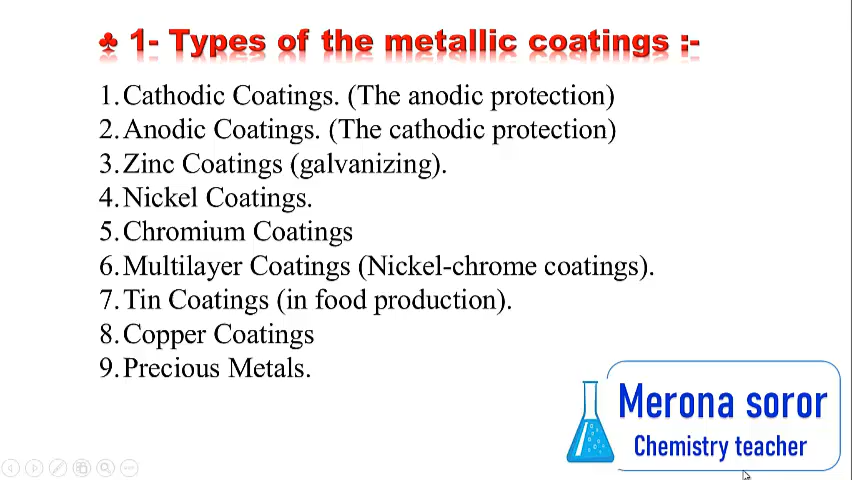 ♣ 1- Types of the metallic coatings :-
1. Cathodic Coatings. (The anodic protection)
2. Anodic Coatings. (The cathodic protection)
3. Zinc Coatings (galvanizing).
4. Nickel Coatings.
5. Chromium Coatings
6. Multilayer Coatings (Nickel-chrome coatings).
7. Tin Coatings (in food production).
8. Copper Coatings
9. Precious Metals.
Merona soror
Chemistry teacher